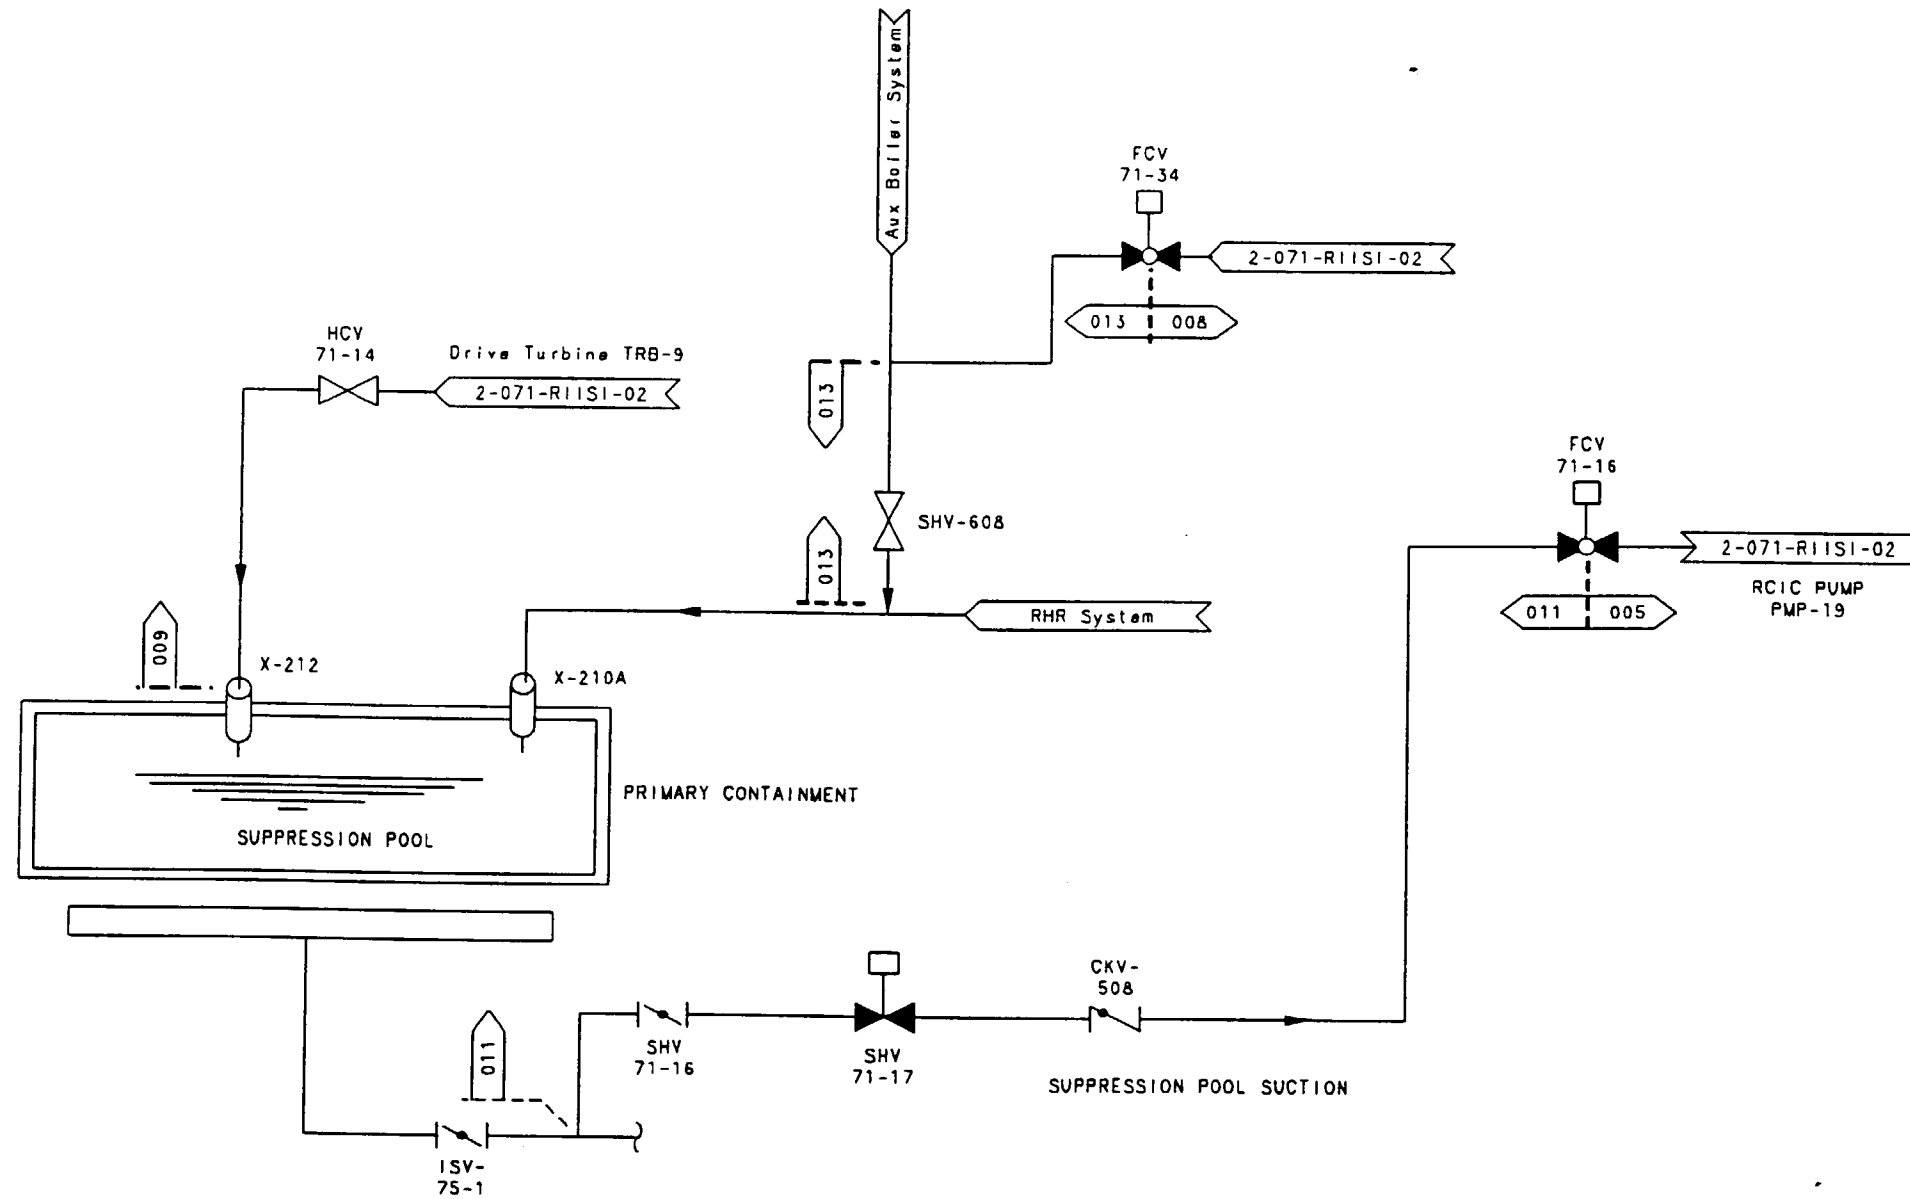 Aux Boiler System
FCV
71-34
2-071-RIISI-02
013
008
HCV
71-14
Drive Turbine TRB-9
2-071-RIISI-02
013
FCV
71-16
SHV-608
013
2-071-RIISI-02
RCIC PUMP
PMP-19
011
005
RHR System
009
X-212
X-210A
PRIMARY CONTAINMENT
SUPPRESSION POOL
CKV-
508
SHV
71-16
SHV
71-17
011
SUPPRESSION POOL SUCTION
ISV-
75-1